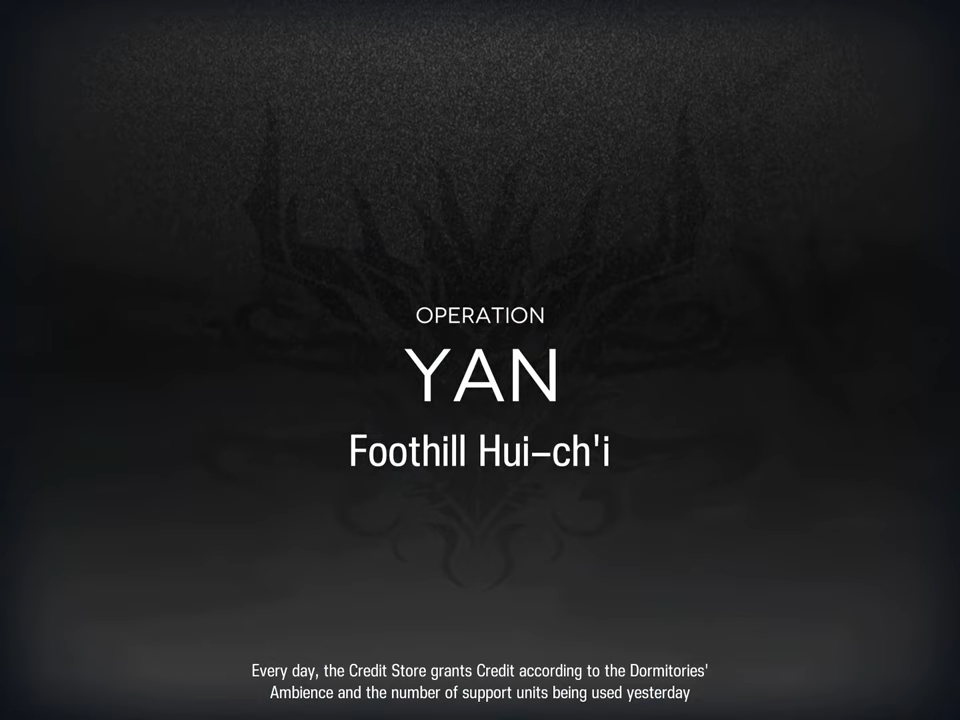 OPERATION
YAN
Foothill Hui–ch'i
Every day, the Credit Store grants Credit according to the Dormitories'
Ambience and the number of support units being used yesterday